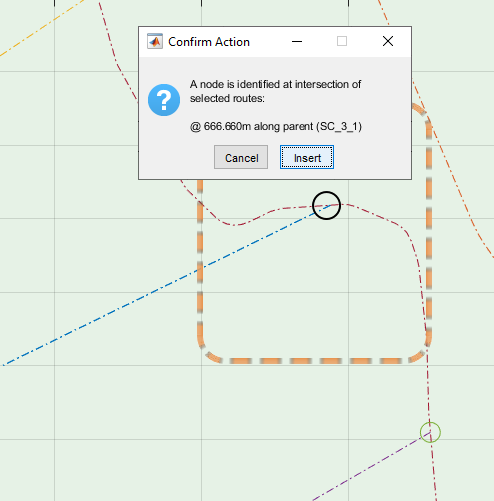 Confirm Action
A node is identified at intersection of
selected routes:
@ 666.660m along parent (SC_3_1)
Cancel
Insert